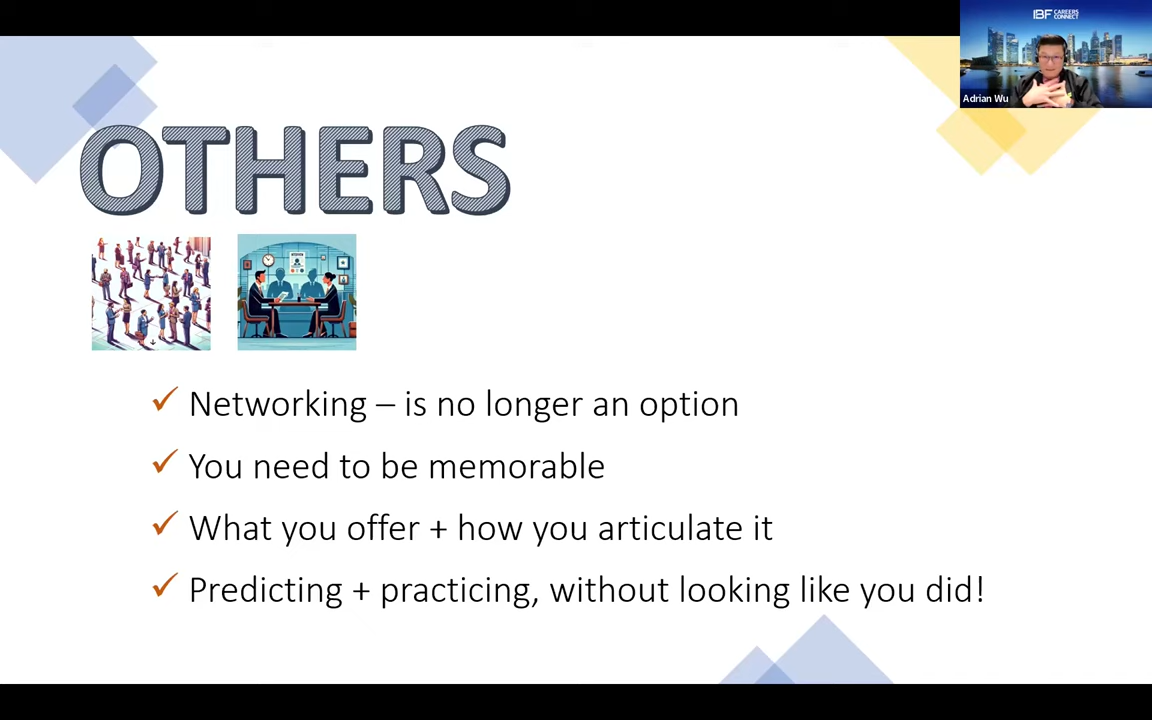 IBF CAREERS
CONNECT
Adrian Wu
OTHERS
✓ Networking – is no longer an option
✓ You need to be memorable
✓ What you offer + how you articulate it
✓ Predicting + practicing, without looking like you did!